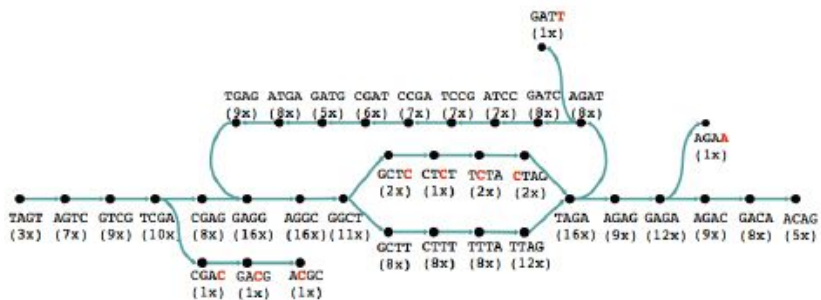 GATT
(1x)
TGAG ATGA GATG CGAT CCGA TCCG ATCC GATC AGAT
(9x) (8x) (5x) (6x) (7x) (7x) (7x) (8x) (8x)
AGAA
(1x)
GCTC CTCT TCTA CTAG
(2x) (1x) (2x) (2x)
TAGT AGTC GTCG TCGA CGAG GAGG AGGC GGCT TAGA AGAG GAGA AGAC GACA ACAG
(3x) (7x) (9x) (10x) (8x) (16x) (16x) (11x) (16x) (9x) (12x) (9x) (8x) (5x)
GCTT CTTT TTTA TTAG
(8x) (8x) (8x) (12x)
CGAC GACG ACGC
(1x) (1x) (1x)